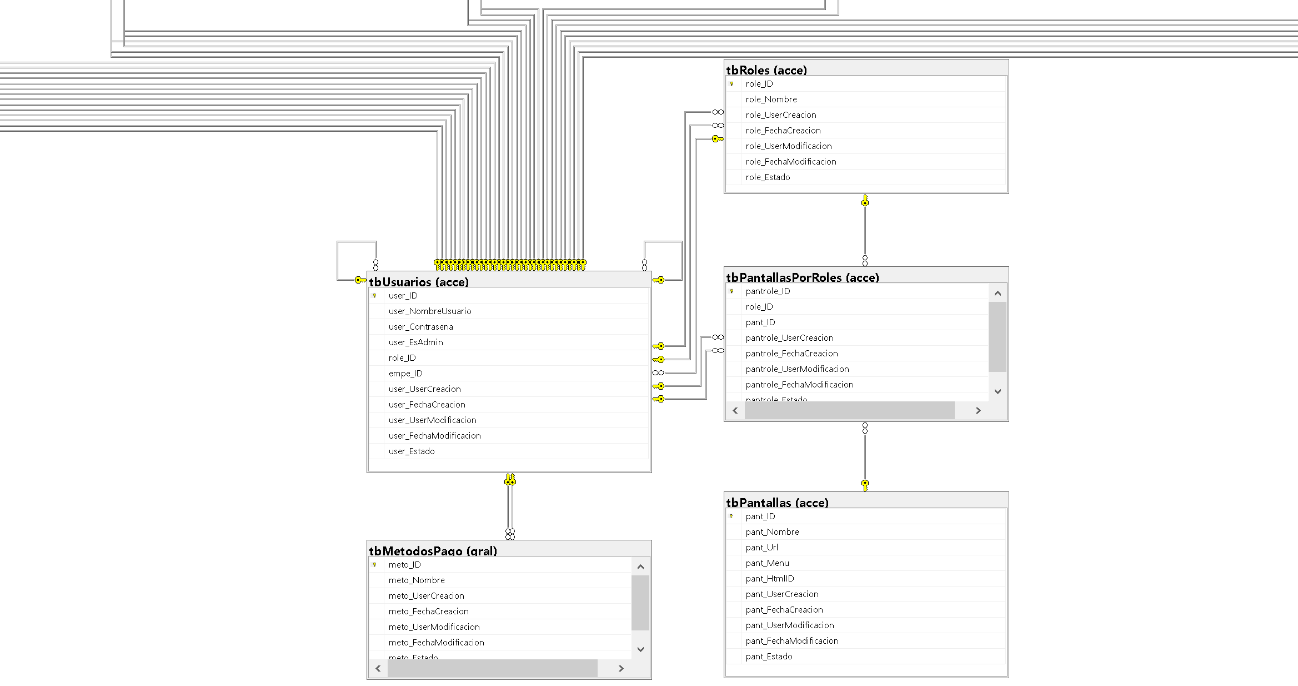 tbRoles (acce)
role_ID
role_Nombre
role_UserCreacion
role_FechaCreacion
role_UserModificacion
role_FechaModificacion
role_Estado
tbUsuarios (acce)
user_ID
user_NombreUsuario
user_Contrasena
user_EsAdmin
role_ID
empe_ID
user_UserCreacion
user_FechaCreacion
user_UserModificacion
user_FechaModificacion
user_Estado
tbPantallasPorRoles (acce)
pantrole_ID
role_ID
pant_ID
pantrole_UserCreacion
pantrole_FechaCreacion
pantrole_UserModificacion
pantrole_FechaModificacion
pantrole_Estado
tbMetodosPago (gral)
meto_ID
meto_Nombre
meto_UserCreacion
meto_FechaCreacion
meto_UserModificacion
meto_FechaModificacion
meto_Estado
tbPantallas (acce)
pant_ID
pant_Nombre
pant_Url
pant_Menu
pant_HtmlID
pant_UserCreacion
pant_FechaCreacion
pant_UserModificacion
pant_FechaModificacion
pant_Estado